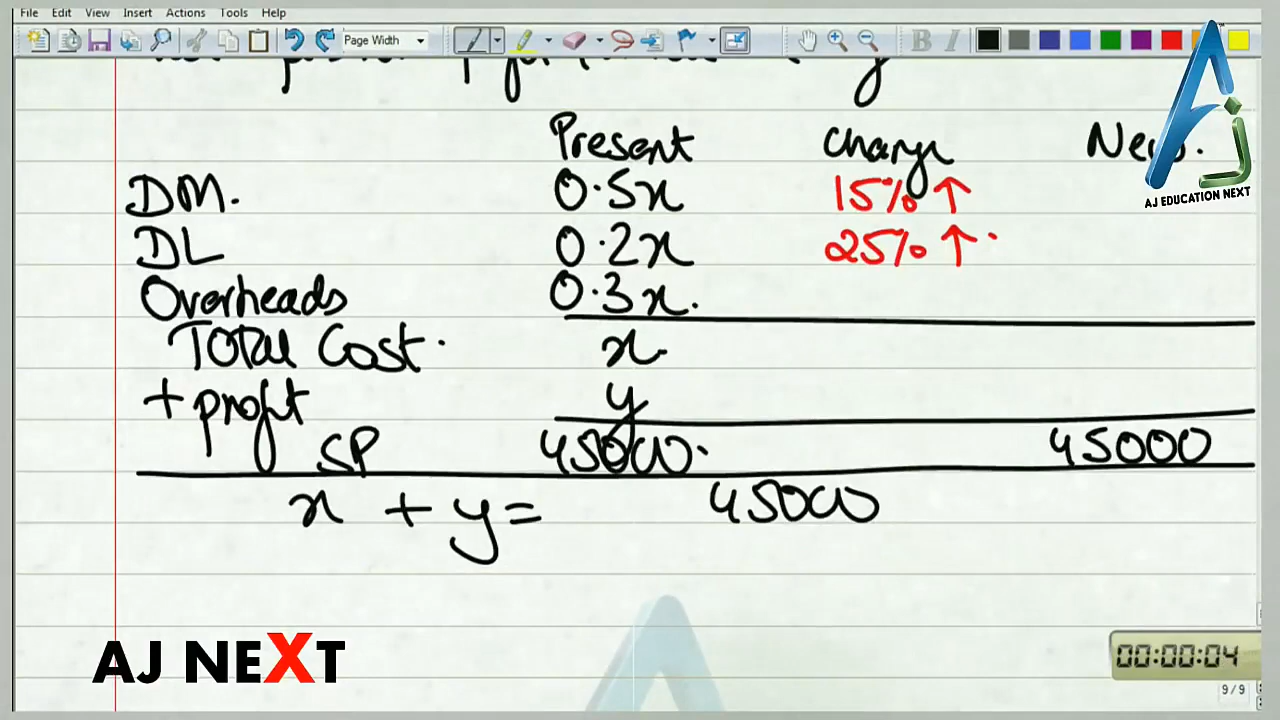 File Edit View Insert Actions Tools Help
Page Width
B I
Present Change New.
DM. 0.5x 15% ↑
DL 0.2x 25% ↑
Overheads 0.3x.
Total Cost. x
+ profit y
SP 45000. 45000
x + y = 45000
AJ EDUCATION NEXT
AJ NEXT
00:00:04
9/9